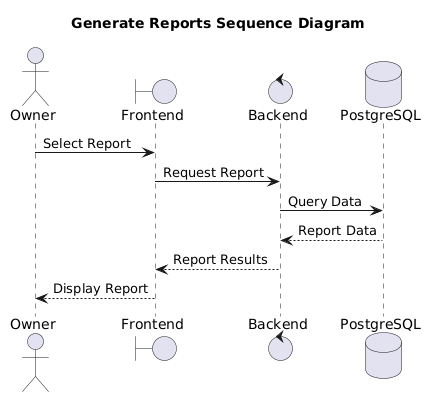 Generate Reports Sequence Diagram
Owner Frontend Backend PostgreSQL
Select Report
Request Report
Query Data
Report Data
Report Results
Display Report
Owner Frontend Backend PostgreSQL